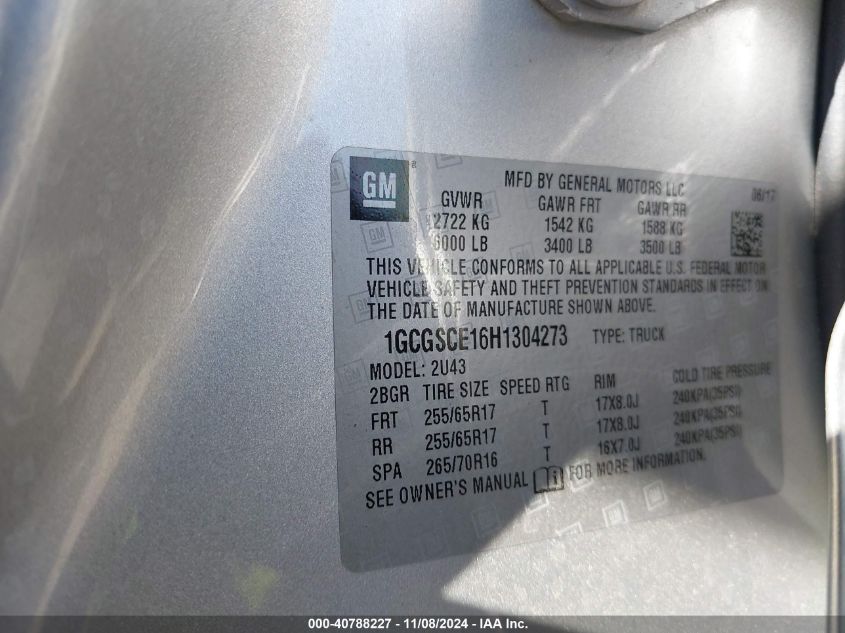 GM
MFD BY GENERAL MOTORS LLC
06/17
GVWR GAWR FRT GAWR RR
2722 KG 1542 KG 1588 KG
6000 LB 3400 LB 3500 LB
THIS VEHICLE CONFORMS TO ALL APPLICABLE U.S. FEDERAL MOTOR
VEHICLE SAFETY AND THEFT PREVENTION STANDARDS IN EFFECT ON
THE DATE OF MANUFACTURE SHOWN ABOVE.
1GCGSCE16H1304273 TYPE: TRUCK
MODEL: 2U43
2BGR TIRE SIZE SPEED RTG RIM COLD TIRE PRESSURE
FRT 255/65R17 T 17X8.0J 240KPA(35PSI)
RR 255/65R17 T 17X8.0J 240KPA(35PSI)
SPA 265/70R16 T 16X7.0J 240KPA(35PSI)
SEE OWNER'S MANUAL FOR MORE INFORMATION.
000-40788227 - 11/08/2024 - IAA Holdings, LLC.